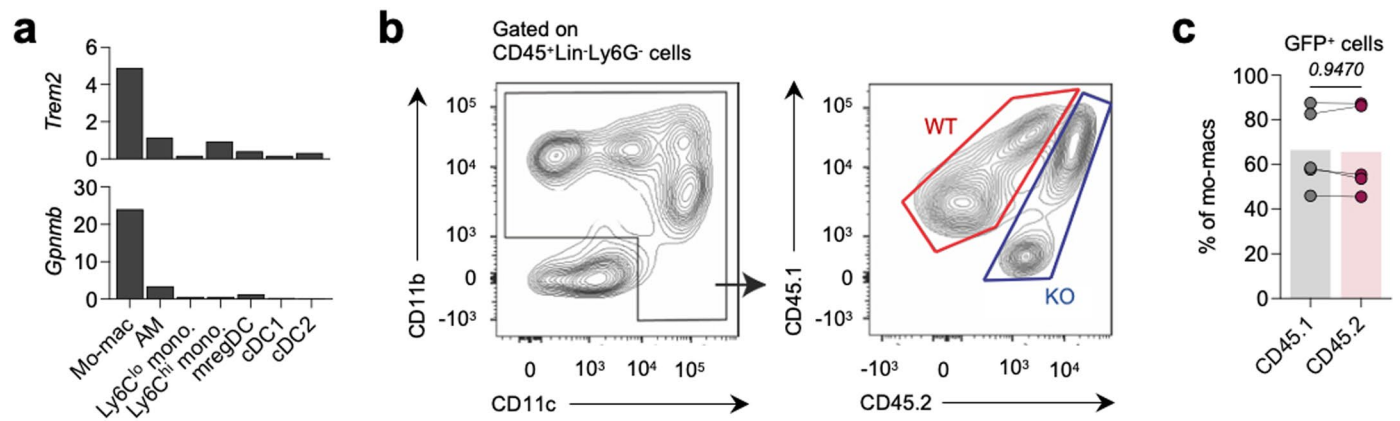 a
6
4
2
0
Trem2
30
20
10
0
Gpnmb
Mo-mac
AM
Ly6Clo mono.
Ly6Chi mono.
mregDC
cDC1
cDC2
b
Gated on
CD45+Lin-Ly6G- cells
CD11b
10⁵
10⁴
10³
0
-10³
0
10³
10⁴
10⁵
CD11c
CD45.1
10⁵
10⁴
10³
0
-10³
WT
KO
-10³
0
10³
10⁴
CD45.2
c
GFP+ cells
0.9470
% of mo-macs
100
80
60
40
20
0
CD45.1
CD45.2